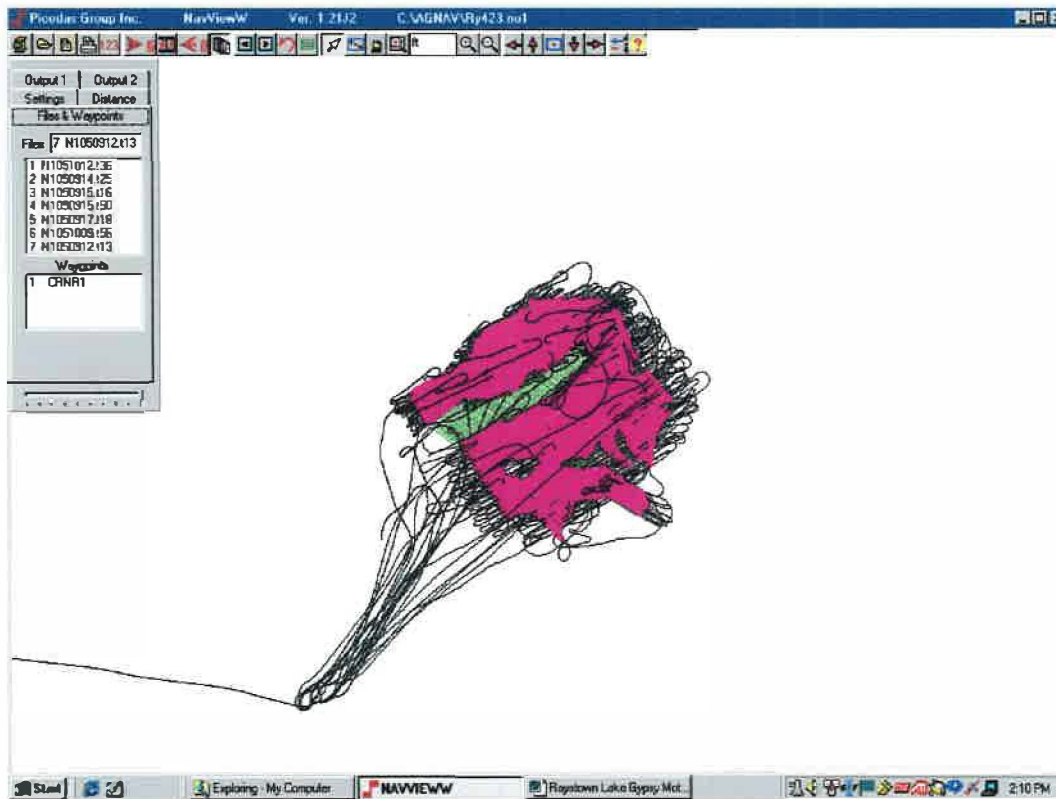 Picodas Group Inc. NavViewW Ver. 1.21J2 C:\AGNAV\Ry423.no1
123
ft
Output 1 Output 2
Settings Distance
Files & Waypoints
Files 7 N1050912.t13
1 N1051012.t36
2 N1050914.t25
3 N1050915.t16
4 N1050915.t50
5 N1050917.t18
6 N1051009.t56
7 N1050912.t13
Waypoints
1 CRNR1
Start Exploring - My Computer NAVVIEWW Raystown Lake Gypsy Mot... 2:10 PM